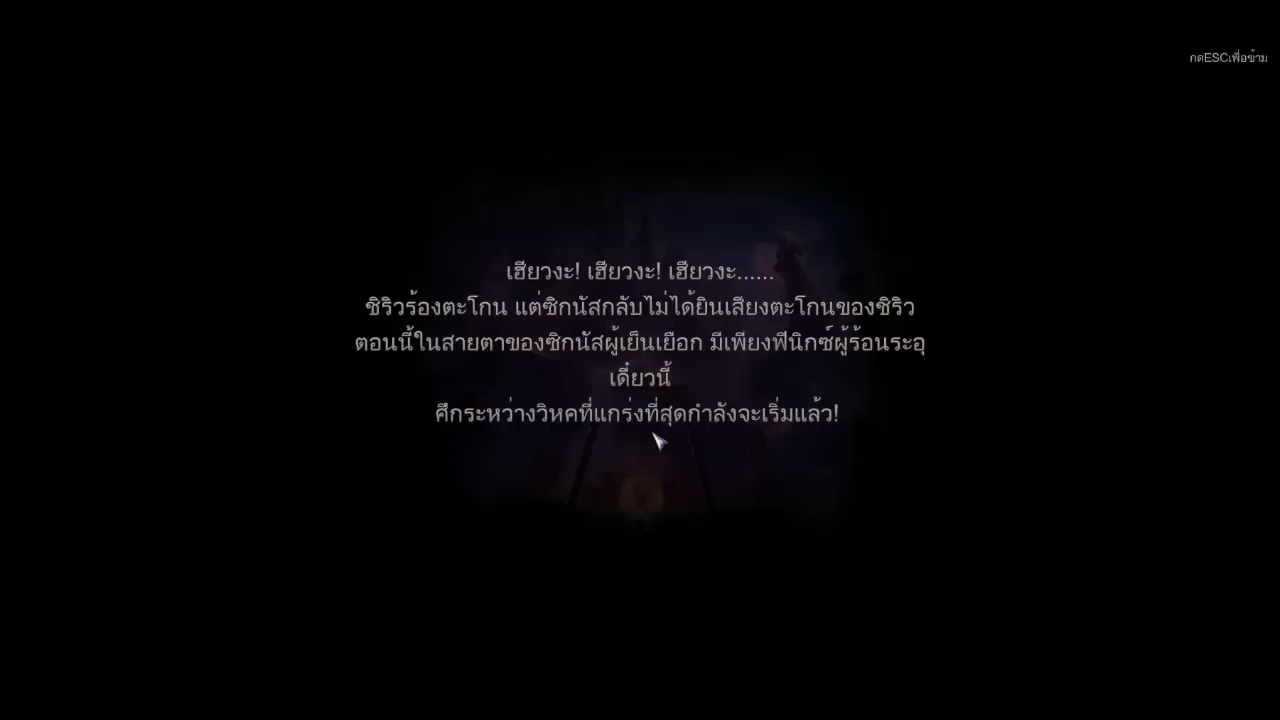 กดESCเพื่อข้าม
เฮียวงะ! เฮียวงะ! เฮียวงะ......
ชิริวร้องตะโกน แต่ซิกนัสกลับไม่ได้ยินเสียงตะโกนของชิริว
ตอนนี้ในสายตาของซิกนัสผู้เย็นเยือก มีเพียงฟีนิกซ์ผู้ร้อนระอุ
เดี๋ยวนี้
ศึกระหว่างวิหคที่แกร่งที่สุดกำลังจะเริ่มแล้ว!